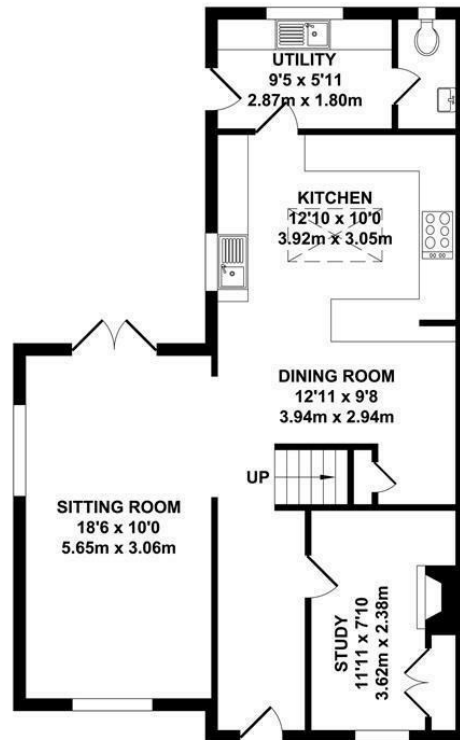 UTILITY
9'5 x 5'11
2.87m x 1.80m
KITCHEN
12'10 x 10'0
3.92m x 3.05m
DINING ROOM
12'11 x 9'8
3.94m x 2.94m
UP
SITTING ROOM
18'6 x 10'0
5.65m x 3.06m
STUDY
11'11 x 7'10
3.62m x 2.38m